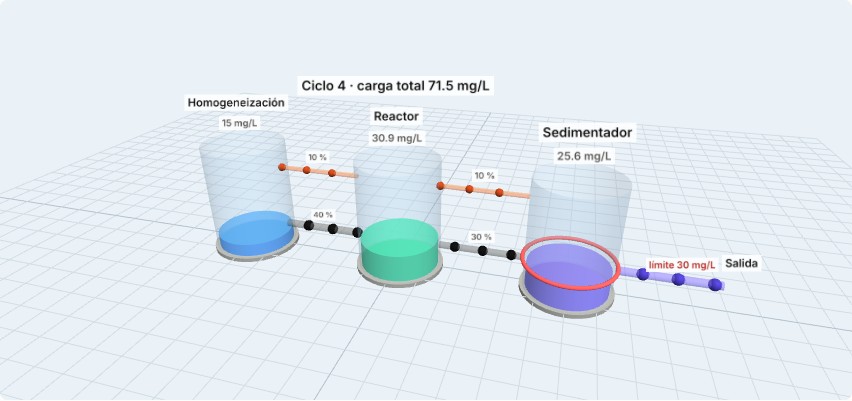 Ciclo 4 · carga total 71.5 mg/L
Homogeneización
15 mg/L
Reactor
30.9 mg/L
Sedimentador
25.6 mg/L
10 %
10 %
40 %
30 %
límite 30 mg/L
Salida